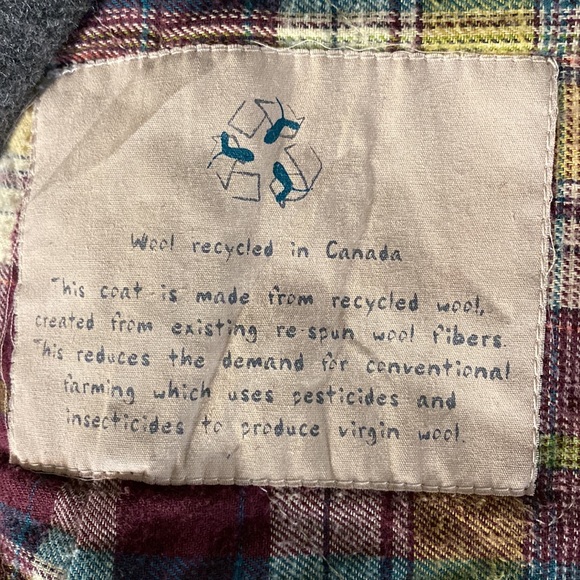 Wool recycled in Canada
This coat is made from recycled wool,
created from existing re-spun wool fibers.
This reduces the demand for conventional
farming which uses pesticides and
insecticides to produce virgin wool.